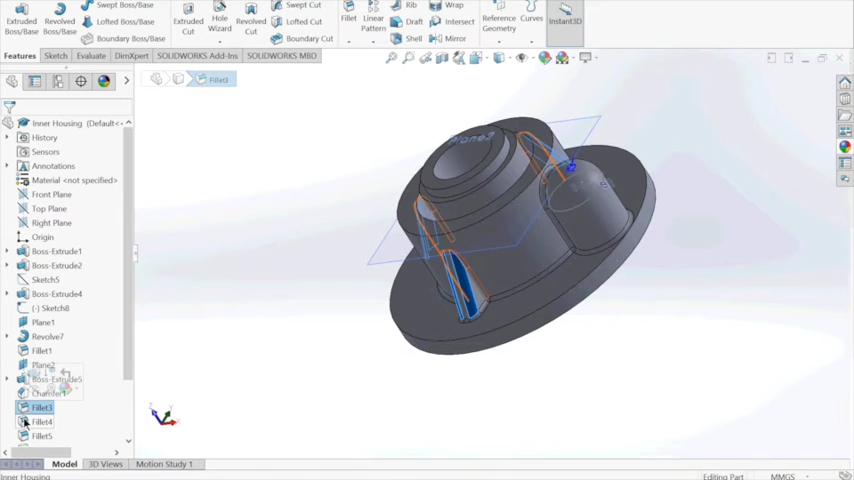 Extruded Boss/Base
Revolved Boss/Base
Swept Boss/Base
Lofted Boss/Base
Boundary Boss/Base
Extruded Cut
Hole Wizard
Revolved Cut
Swept Cut
Lofted Cut
Boundary Cut
Fillet
Linear Pattern
Rib
Draft
Shell
Wrap
Intersect
Mirror
Reference Geometry
Curves
Instant3D
Features Sketch Evaluate DimXpert SOLIDWORKS Add-Ins SOLIDWORKS MBD
Fillet3
Inner Housing (Default<<
History
Sensors
Annotations
Material <not specified>
Front Plane
Top Plane
Right Plane
Origin
Boss-Extrude1
Boss-Extrude2
Sketch5
Boss-Extrude4
(-) Sketch8
Plane1
Revolve7
Fillet1
Plane2
Boss-Extrude5
Chamfer1
Fillet3
Fillet4
Fillet5
Plane2
Z Y X
Model 3D Views Motion Study 1
Inner Housing Editing Part MMGS